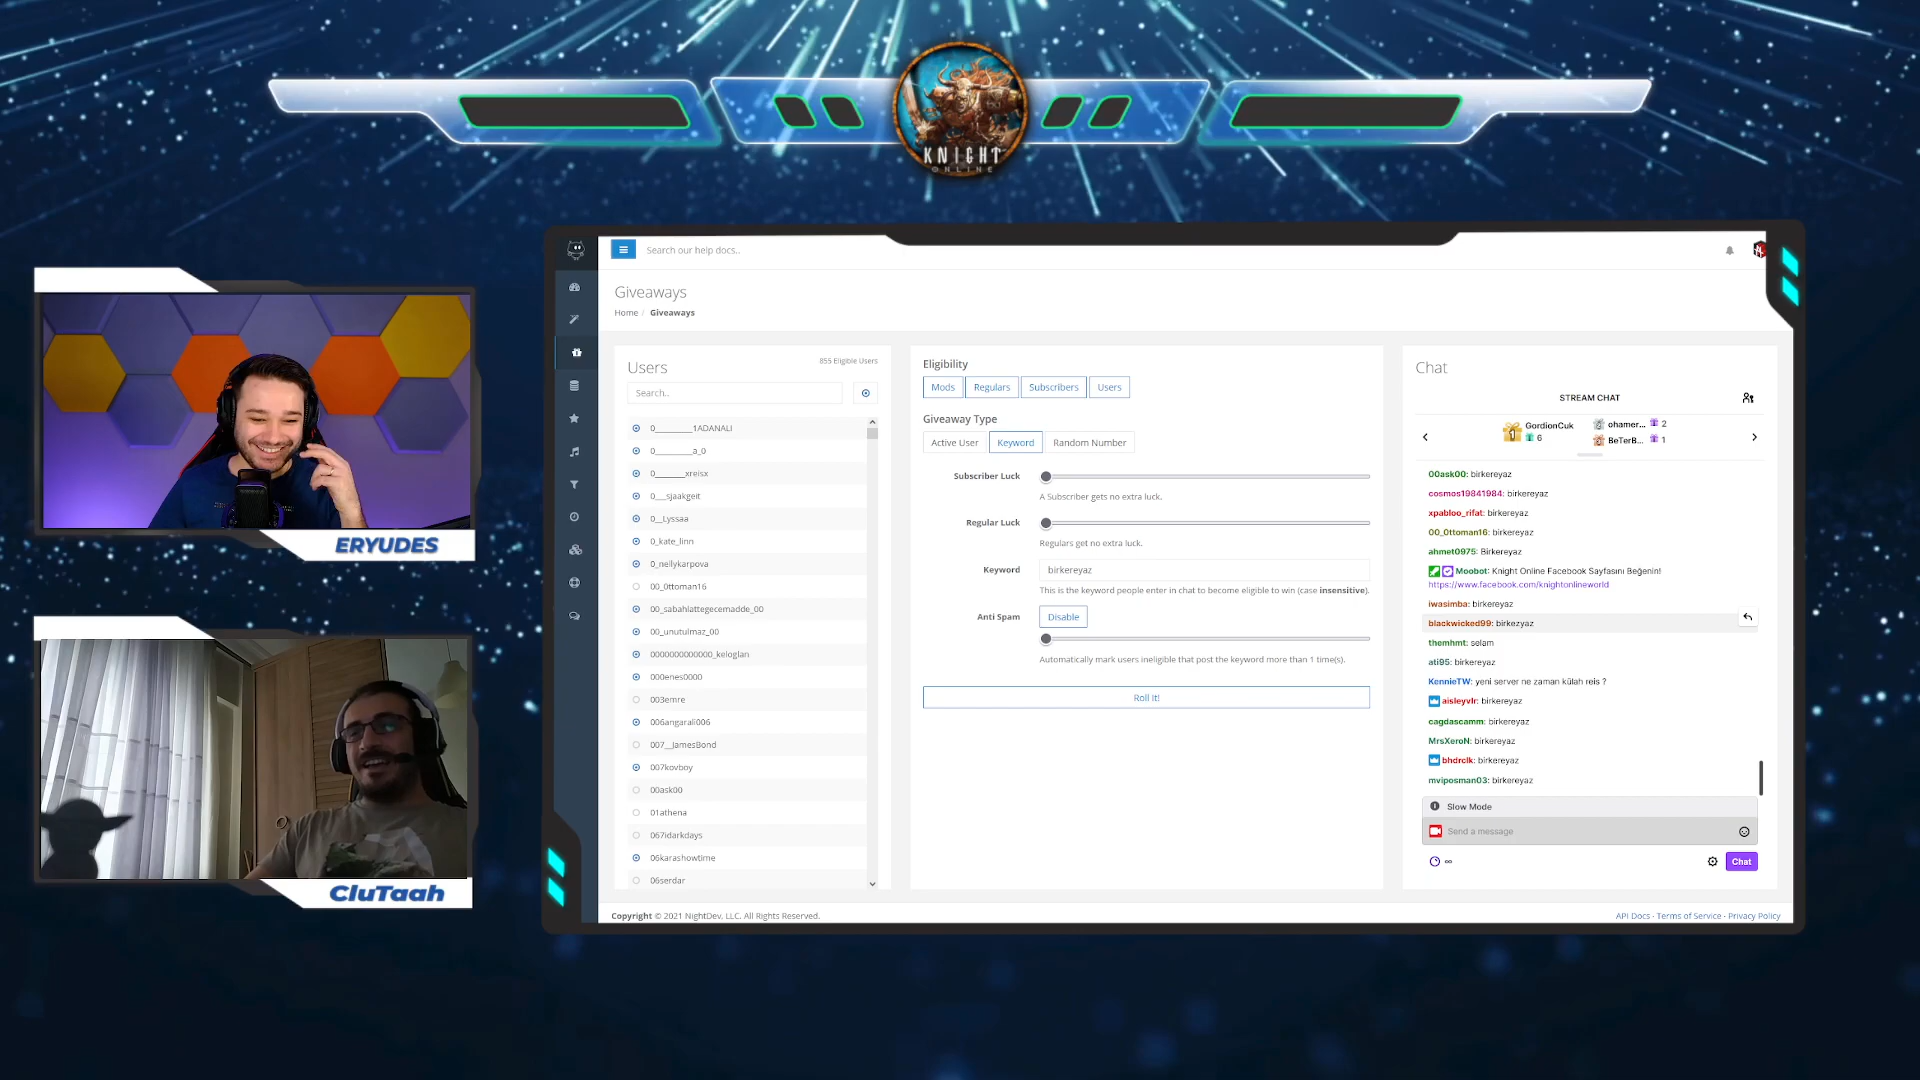 KNIGHT
ONLINE
ERYUDES
CluTaah
Search our help docs..
Giveaways
Home / Giveaways
Users
855 Eligible Users
Search..
0_________1ADANALI
0_________a_0
0_______xreisx
0___sjaakgeit
0__Lyssaa
0_kate_linn
0_nellykarpova
00_0ttoman16
00_sabahlattegecemadde_00
00_unutulmaz_00
0000000000000_keloglan
000enes0000
003emre
006angarali006
007__JamesBond
007kovboy
00ask00
01athena
067idarkdays
06karashowtime
06serdar
Eligibility
Mods Regulars Subscribers Users
Giveaway Type
Active User Keyword Random Number
Subscriber Luck
A Subscriber gets no extra luck.
Regular Luck
Regulars get no extra luck.
Keyword birkereyaz
This is the keyword people enter in chat to become eligible to win (case insensitive).
Anti Spam Disable
Automatically mark users ineligible that post the keyword more than 1 time(s).
Roll It!
Chat
STREAM CHAT
1 GordionCuk 6
ohamer... 2
BeTerB... 1
00ask00: birkereyaz
cosmos19841984: birkereyaz
xpabloo_rifat: birkereyaz
00_0ttoman16: birkereyaz
ahmet0975: Birkereyaz
Moobot: Knight Online Facebook Sayfasını Beğenin!
https://www.facebook.com/knightonlineworld
iwasimba: birkereyaz
blackwicked99: birkezyaz
themhmt: selam
ati95: birkereyaz
KennieTW: yeni server ne zaman külah reis ?
aisleyvlr: birkereyaz
cagdascamm: birkereyaz
MrsXeroN: birkereyaz
bhdrclk: birkereyaz
mviposman03: birkereyaz
Slow Mode
Send a message
∞ Chat
Copyright © 2021 NightDev, LLC. All Rights Reserved.
API Docs · Terms of Service · Privacy Policy